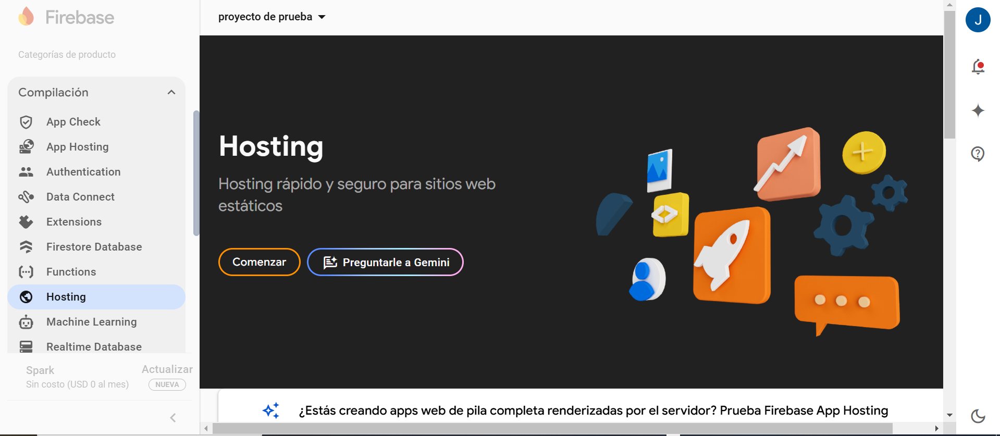 Firebase
Categorías de producto
Compilación
App Check
App Hosting
Authentication
Data Connect
Extensions
Firestore Database
Functions
Hosting
Machine Learning
Realtime Database
Spark
Sin costo (USD 0 al mes)
Actualizar
NUEVA
proyecto de prueba
Hosting
Hosting rápido y seguro para sitios web
estáticos
Comenzar
Preguntarle a Gemini
¿Estás creando apps web de pila completa renderizadas por el servidor? Prueba Firebase App Hosting
J